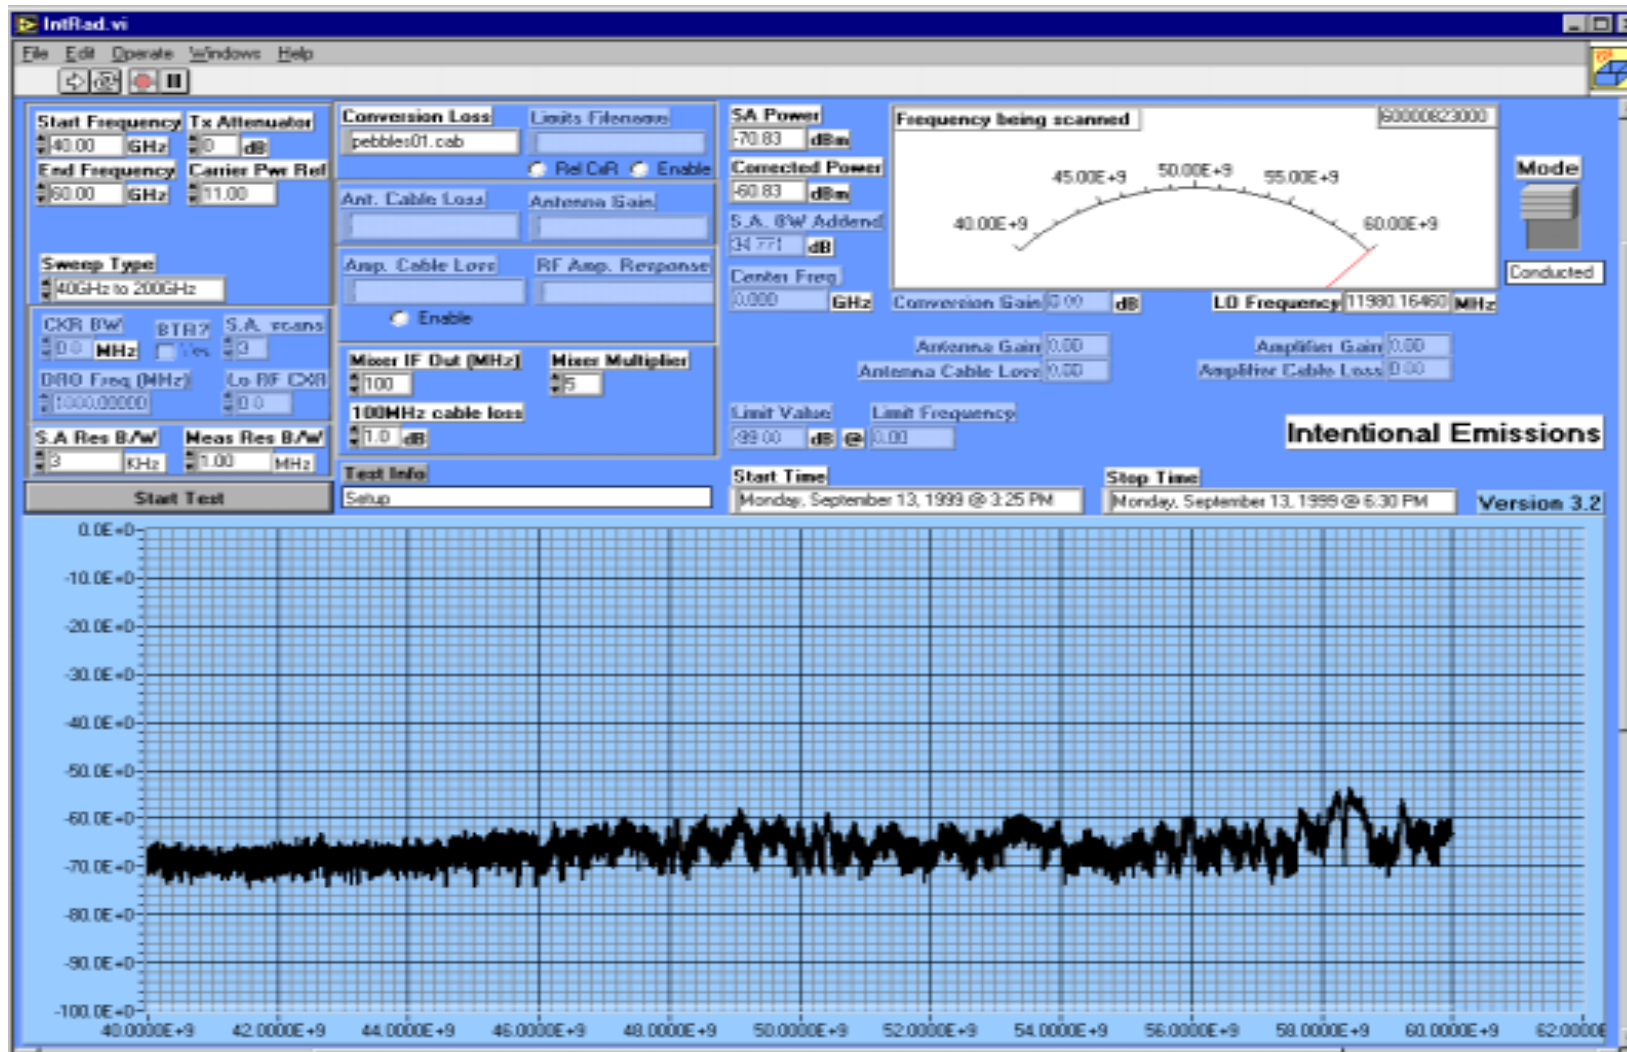 IntRad.vi
File Edit Operate Windows Help
Start Frequency Tx Attenuator
40.00 GHz 0 dB
End Frequency Carrier Pwr Ref
60.00 GHz 11.00
Sweep Type
40GHz to 200GHz
CXR BW BTR? S.A. scans
0.0 MHz Yes 3
DRO Freq (MHz) Lo RF CXR
1000.00000 0.0
S.A Res B/W Meas Res B/W
3 KHz 1.00 MHz
Start Test
Conversion Loss Limits Filename
pebbles01.cab
Rel CxR Enable
Ant. Cable Loss Antenna Gain
Amp. Cable Loss RF Amp. Response
Enable
Mixer IF Out (MHz) Mixer Multiplier
100 5
100MHz cable loss
1.0 dB
Test Info
Setup
SA Power
-70.83 dBm
Corrected Power
-60.83 dBm
S.A. BW Addend
34.771 dB
Center Freq
0.000 GHz
Frequency being scanned 60000823000
40.00E+9 45.00E+9 50.00E+9 55.00E+9 60.00E+9
Mode
Conducted
Conversion Gain 0.00 dB LO Frequency 11980.16460 MHz
Antenna Gain 0.00 Amplifier Gain 0.00
Antenna Cable Loss 0.00 Amplifier Cable Loss 0.00
Limit Value Limit Frequency
-99.00 dB @ 0.00
Intentional Emissions
Start Time Stop Time
Monday, September 13, 1999 @ 3:25 PM Monday, September 13, 1999 @ 6:30 PM Version 3.2
0.0E+0
-10.0E+0
-20.0E+0
-30.0E+0
-40.0E+0
-50.0E+0
-60.0E+0
-70.0E+0
-80.0E+0
-90.0E+0
-100.0E+0
40.0000E+9 42.0000E+9 44.0000E+9 46.0000E+9 48.0000E+9 50.0000E+9 52.0000E+9 54.0000E+9 56.0000E+9 58.0000E+9 60.0000E+9 62.0000E